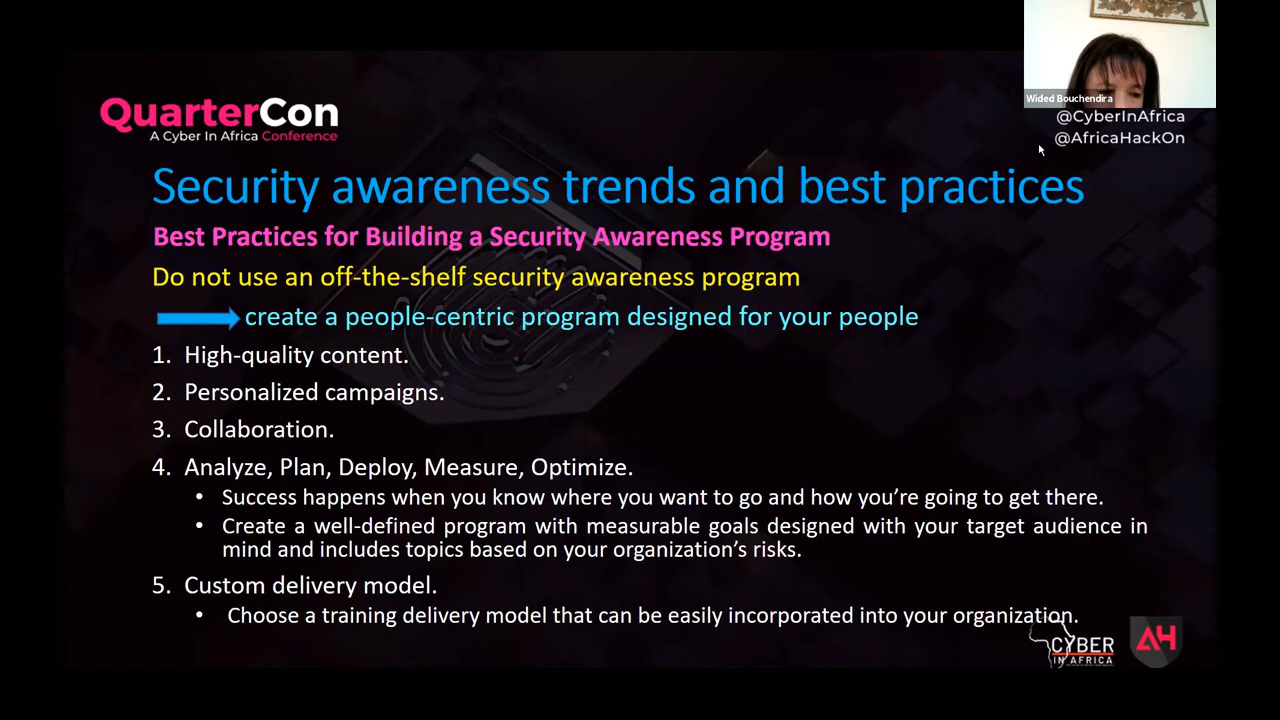 QuarterCon
A Cyber In Africa Conference
Wided Bouchendira
@CyberInAfrica
@AfricaHackOn
Security awareness trends and best practices
Best Practices for Building a Security Awareness Program
Do not use an off-the-shelf security awareness program
create a people-centric program designed for your people
1. High-quality content.
2. Personalized campaigns.
3. Collaboration.
4. Analyze, Plan, Deploy, Measure, Optimize.
• Success happens when you know where you want to go and how you’re going to get there.
• Create a well-defined program with measurable goals designed with your target audience in
mind and includes topics based on your organization’s risks.
5. Custom delivery model.
• Choose a training delivery model that can be easily incorporated into your organization.
CYBER
IN AFRICA
AH